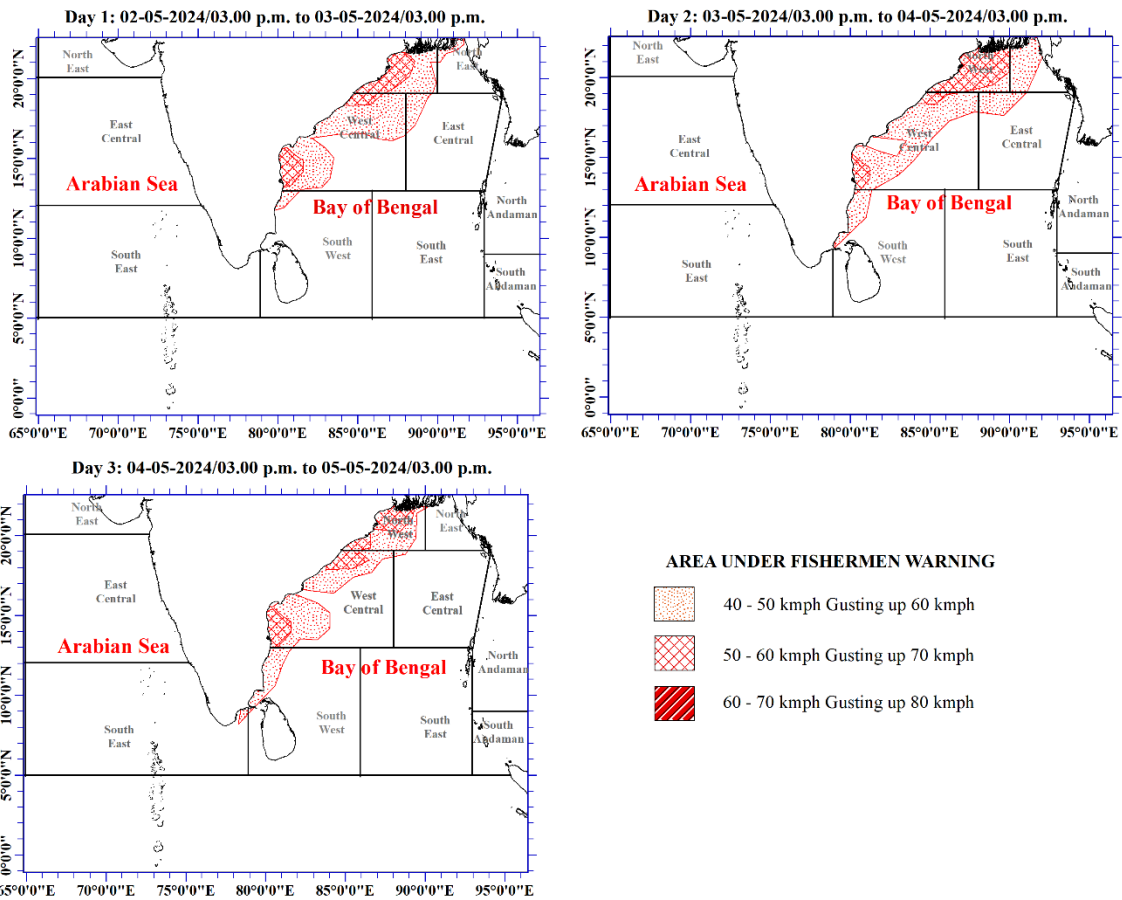 Day 1: 02-05-2024/03.00 p.m. to 03-05-2024/03.00 p.m.
North
East
20°0'0"N
15°0'0"N
10°0'0"N
5°0'0"N
0°0'0"
East
Central
Arabian Sea
South
East
North
East
West
Central
East
Central
Bay of Bengal
South
West
South
East
North
Andaman
South
Andaman
65°0'0"E
70°0'0"E
75°0'0"E
80°0'0"E
85°0'0"E
90°0'0"E
95°0'0"E
Day 2: 03-05-2024/03.00 p.m. to 04-05-2024/03.00 p.m.
North
East
20°0'0"N
15°0'0"N
10°0'0"N
5°0'0"N
0°0'0"
East
Central
Arabian Sea
South
East
North
West
West
Central
East
Central
Bay of Bengal
South
West
South
East
North
Andaman
South
Andaman
65°0'0"E
70°0'0"E
75°0'0"E
80°0'0"E
85°0'0"E
90°0'0"E
95°0'0"E
Day 3: 04-05-2024/03.00 p.m. to 05-05-2024/03.00 p.m.
North
East
20°0'0"N
15°0'0"N
10°0'0"N
5°0'0"N
0°0'0"
East
Central
Arabian Sea
South
East
North
West
North
East
West
Central
East
Central
Bay of Bengal
South
West
South
East
North
Andaman
South
Andaman
65°0'0"E
70°0'0"E
75°0'0"E
80°0'0"E
85°0'0"E
90°0'0"E
95°0'0"E
AREA UNDER FISHERMEN WARNING
40 - 50 kmph Gusting up 60 kmph
50 - 60 kmph Gusting up 70 kmph
60 - 70 kmph Gusting up 80 kmph